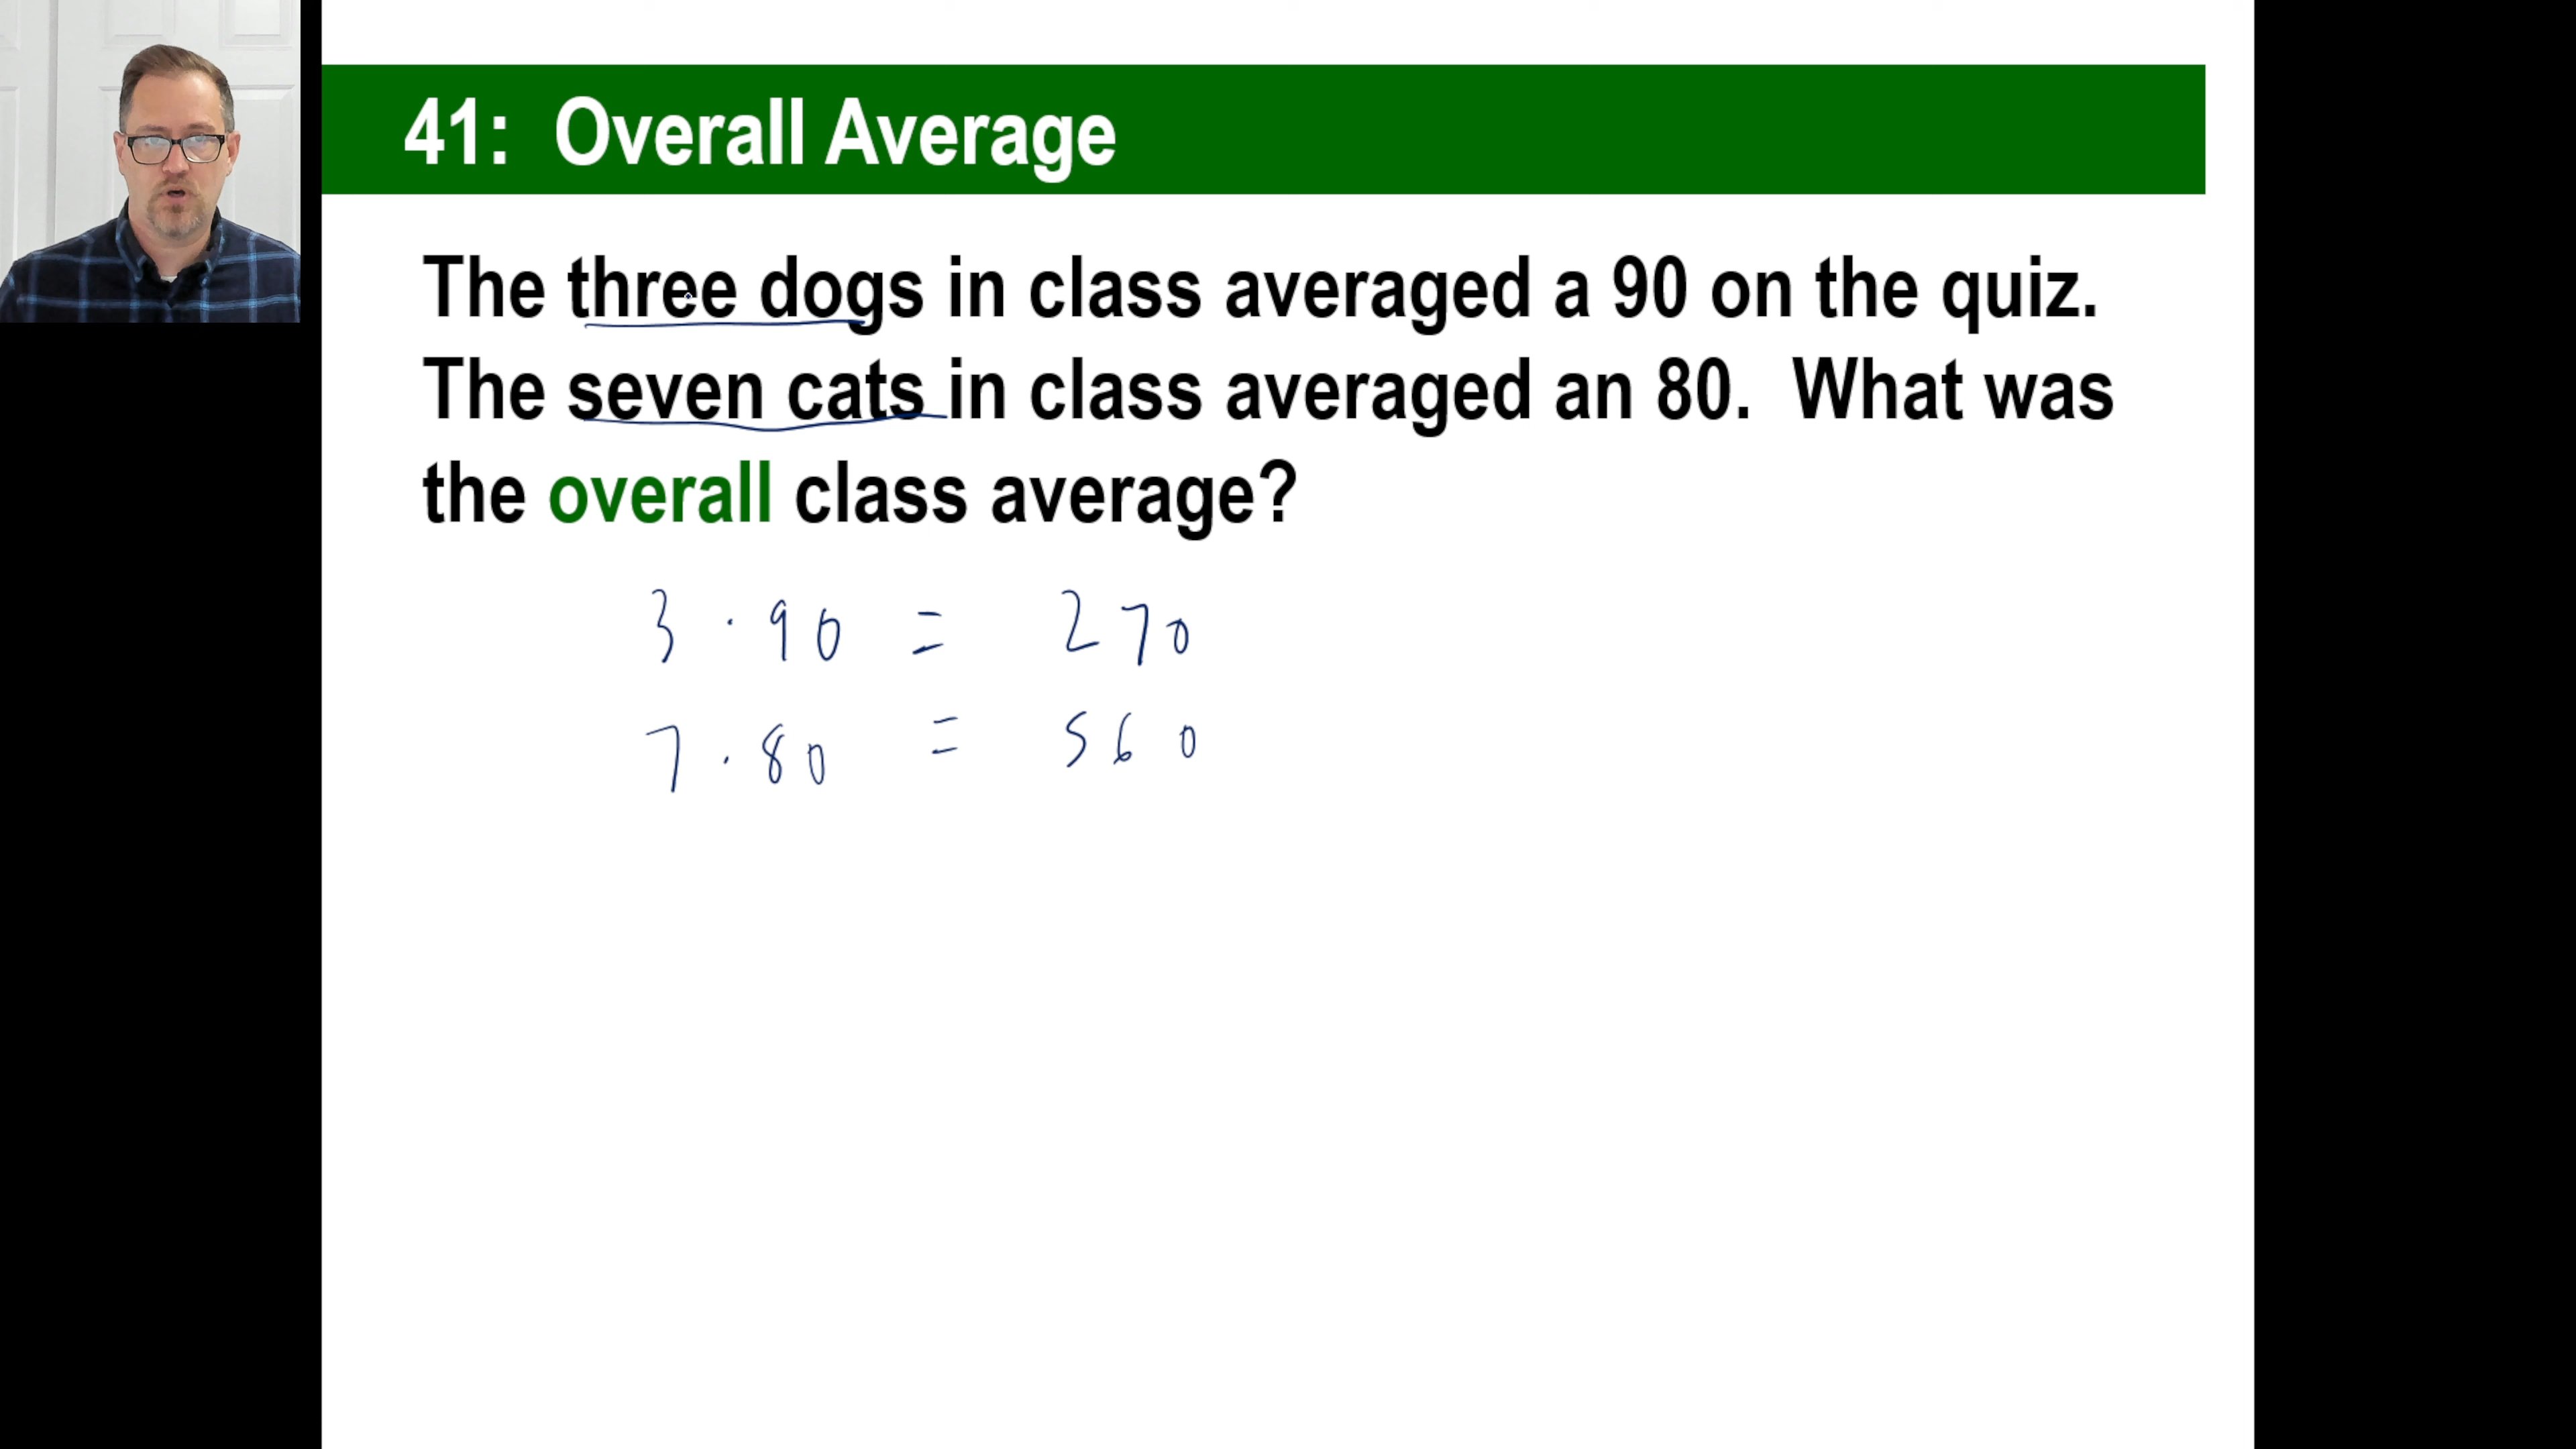 41: Overall Average
The three dogs in class averaged a 90 on the quiz.
The seven cats in class averaged an 80. What was
the overall class average?
3 · 90 = 270
7 · 80 = 560